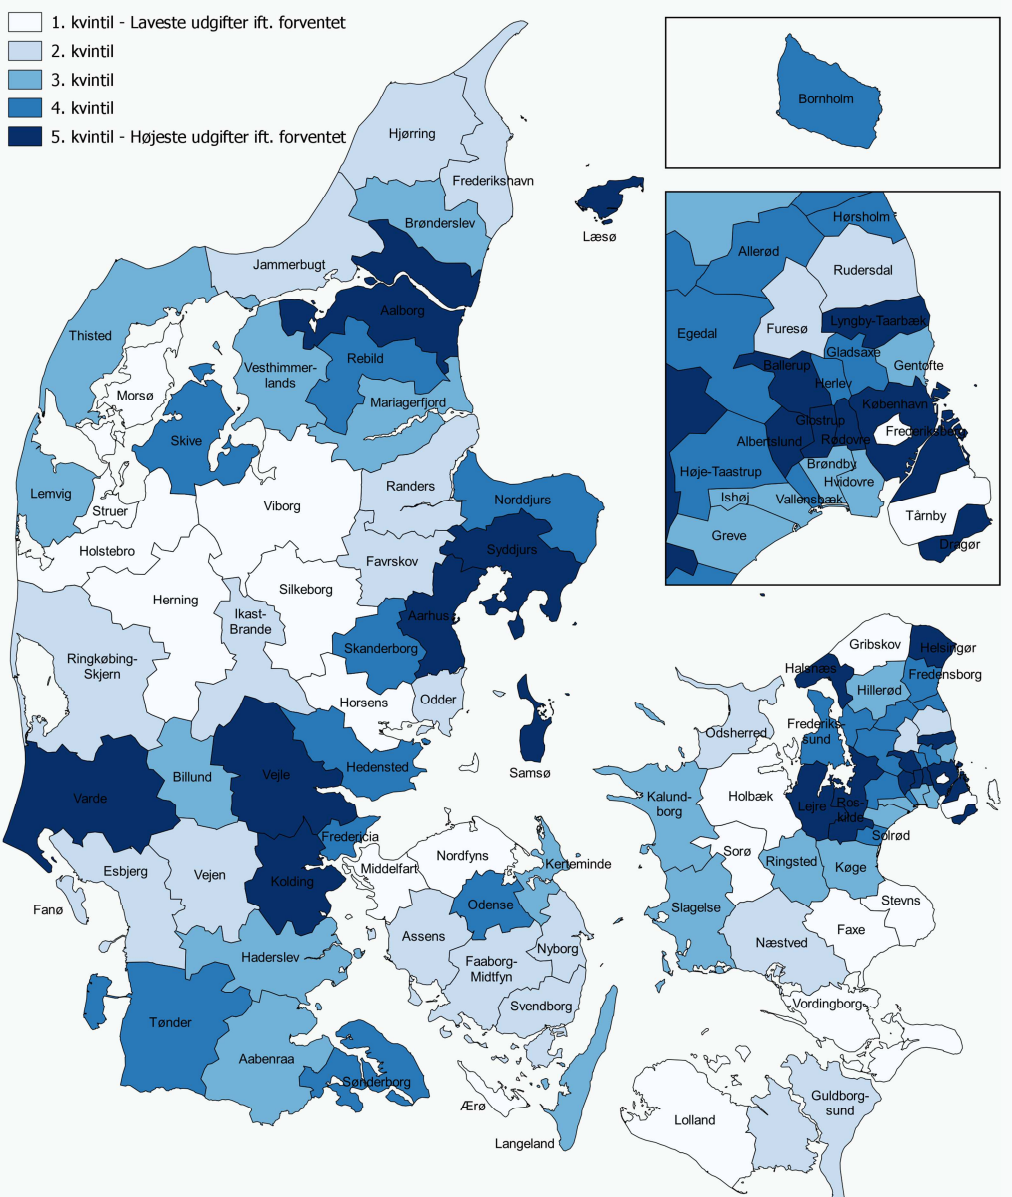 1. kvintil - Laveste udgifter ift. forventet
2. kvintil
3. kvintil
4. kvintil
5. kvintil - Højeste udgifter ift. forventet
Hjørring
Frederikshavn
Brønderslev
Læsø
Jammerbugt
Aalborg
Thisted
Rebild
Vesthimmer-
lands
Morsø
Mariagerfjord
Skive
Lemvig
Randers
Norddjurs
Viborg
Struer
Holstebro
Syddjurs
Favrskov
Silkeborg
Herning
Ikast-
Brande
Aarhus
Skanderborg
Ringkøbing-
Skjern
Horsens
Odder
Samsø
Hedensted
Billund
Vejle
Varde
Fredericia
Esbjerg
Vejen
Kolding
Fanø
Haderslev
Tønder
Aabenraa
Sønderborg
Middelfart
Nordfyns
Kerteminde
Odense
Assens
Nyborg
Faaborg-
Midtfyn
Svendborg
Ærø
Langeland
Bornholm
Hørsholm
Allerød
Rudersdal
Egedal
Furesø
Lyngby-Taarbæk
Gladsaxe
Gentofte
Ballerup
Herlev
København
Glostrup
Frederiksberg
Albertslund
Rødovre
Høje-Taastrup
Brøndby
Hvidovre
Ishøj
Vallensbæk
Tårnby
Greve
Dragør
Gribskov
Helsingør
Halsnæs
Fredensborg
Hillerød
Odsherred
Frederiks-
sund
Kalund-
borg
Holbæk
Lejre
Ros-
kilde
Solrød
Sorø
Ringsted
Køge
Slagelse
Stevns
Faxe
Næstved
Vordingborg
Guldborg-
sund
Lolland